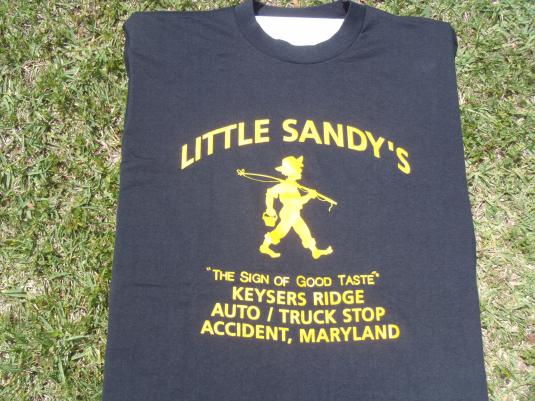 LITTLE SANDY'S
"THE SIGN OF GOOD TASTE"
KEYSERS RIDGE
AUTO / TRUCK STOP
ACCIDENT, MARYLAND